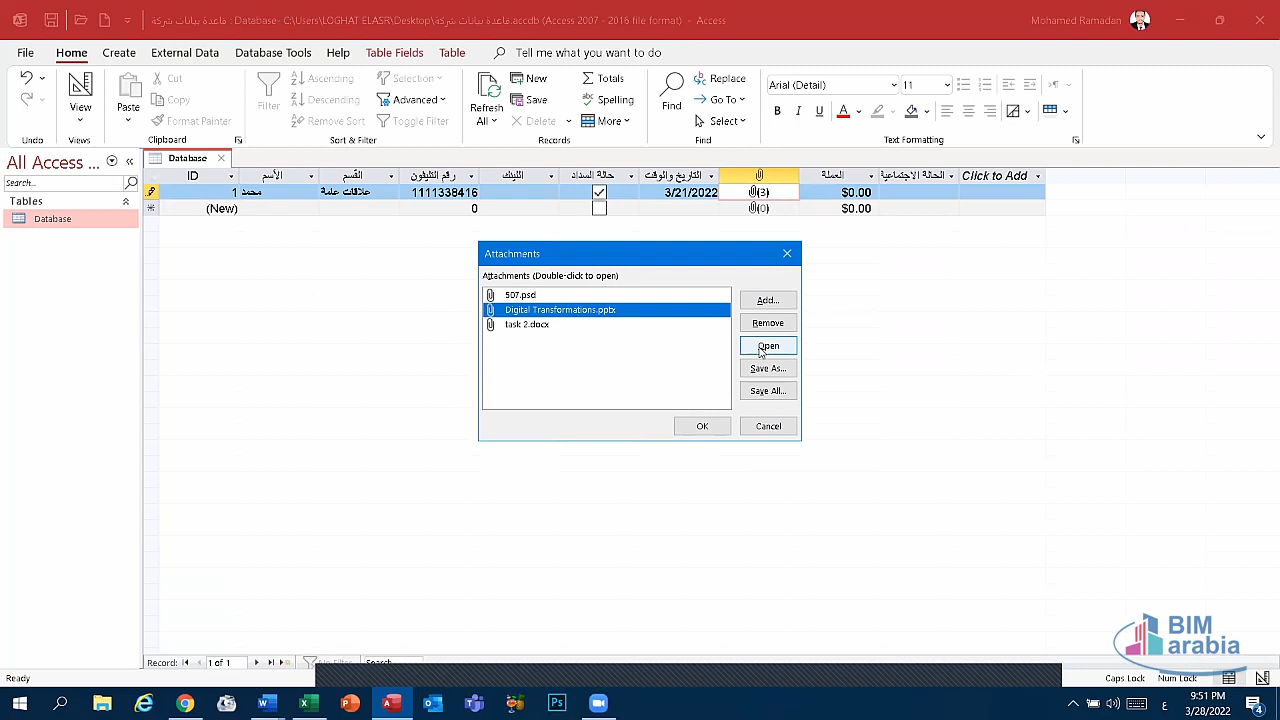 Database- C:\Users\LOGHAT ELASR\Desktop\قاعدة بيانات شركة.accdb (Access 2007 - 2016 file format) - Access : قاعدة بيانات شركة
Mohamed Ramadan
File Home Create External Data Database Tools Help Table Fields Table Tell me what you want to do
View
Paste
Cut
Copy
Format Painter
Filter
Ascending
Descending
Remove Sort
Selection
Advanced
Toggle Filter
Refresh All
New
Save
Delete
Totals
Spelling
More
Find
Replace
Go To
Select
Arial (Detail) 11
B I U A
Undo Views Clipboard Sort & Filter Records Find Text Formatting
All Access ...
Search...
Tables
Database
Database
ID الأسم القسم رقم التليفون اللينك حالة السداد التاريخ والوقت العملة الحالة الاجتماعية Click to Add
1 محمد علاقات عامة 1111338416 3/21/2022 (3) $0.00
(New) 0 (0) $0.00
Attachments
Attachments (Double-click to open)
507.psd
Digital Transformations.pptx
task 2.docx
Add...
Remove
Open
Save As...
Save All...
OK Cancel
BIM
arabia
Record: 1 of 1 No Filter Search
Ready Caps Lock Num Lock
Ps
ع
9:51 PM
3/28/2022